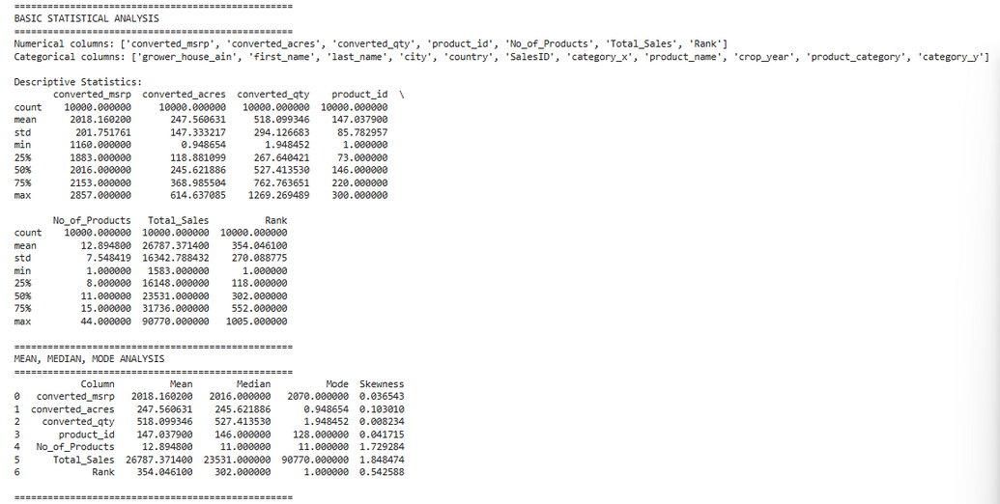 ==================================================
BASIC STATISTICAL ANALYSIS
==================================================
Numerical columns: ['converted_msrp', 'converted_acres', 'converted_qty', 'product_id', 'No_of_Products', 'Total_Sales', 'Rank']
Categorical columns: ['grower_house_ain', 'first_name', 'last_name', 'city', 'country', 'SalesID', 'category_x', 'product_name', 'crop_year', 'product_category', 'category_y']
Descriptive Statistics:
converted_msrp converted_acres converted_qty product_id \
count 10000.000000 10000.000000 10000.000000 10000.000000
mean 2018.160200 247.560631 518.099346 147.037900
std 201.751761 147.333217 294.126683 85.782957
min 1160.000000 0.948654 1.948452 1.000000
25% 1883.000000 118.881099 267.640421 73.000000
50% 2016.000000 245.621886 527.413530 146.000000
75% 2153.000000 368.985504 762.763651 220.000000
max 2857.000000 614.637085 1269.269489 300.000000
No_of_Products Total_Sales Rank
count 10000.000000 10000.000000 10000.000000
mean 12.894800 26787.371400 354.046100
std 7.548419 16342.788432 270.088775
min 1.000000 1583.000000 1.000000
25% 8.000000 16148.000000 118.000000
50% 11.000000 23531.000000 302.000000
75% 15.000000 31736.000000 552.000000
max 44.000000 90770.000000 1005.000000
==================================================
MEAN, MEDIAN, MODE ANALYSIS
==================================================
Column Mean Median Mode Skewness
0 converted_msrp 2018.160200 2016.000000 2070.000000 0.036543
1 converted_acres 247.560631 245.621886 0.948654 0.103010
2 converted_qty 518.099346 527.413530 1.948452 0.008234
3 product_id 147.037900 146.000000 128.000000 0.041715
4 No_of_Products 12.894800 11.000000 11.000000 1.729284
5 Total_Sales 26787.371400 23531.000000 90770.000000 1.848474
6 Rank 354.046100 302.000000 1.000000 0.542588
==================================================